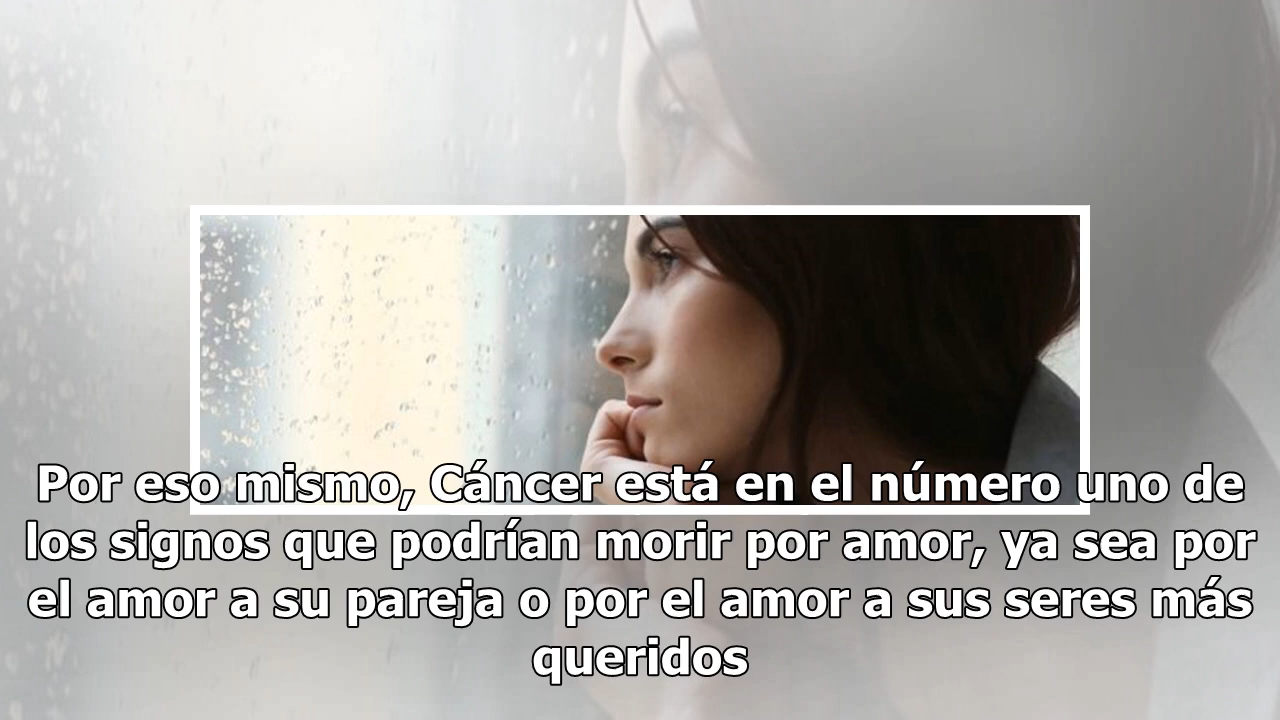 Por eso mismo, Cáncer está en el número uno de
los signos que podrían morir por amor, ya sea por
el amor a su pareja o por el amor a sus seres más
queridos